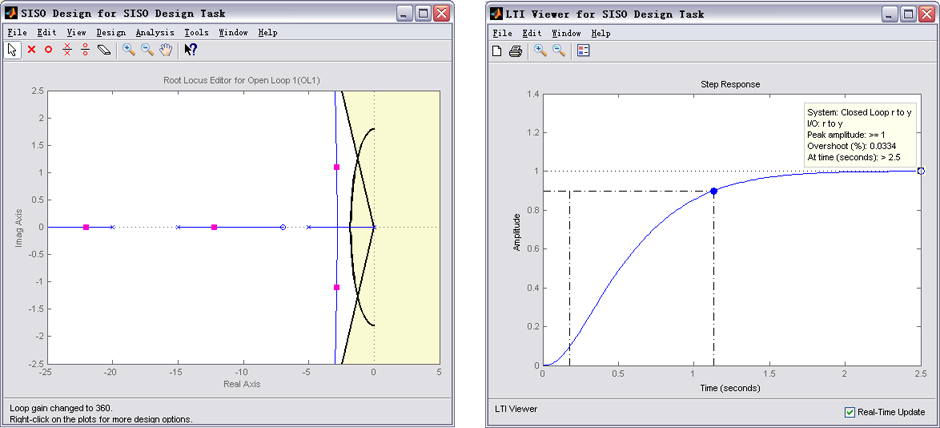 SISO Design for SISO Design Task
File Edit View Design Analysis Tools Window Help
Root Locus Editor for Open Loop 1(OL1)
2.5
2
1.5
1
0.5
0
-0.5
-1
-1.5
-2
-2.5
Imag Axis
-25 -20 -15 -10 -5 0 5
Real Axis
Loop gain changed to 360.
Right-click on the plots for more design options.
LTI Viewer for SISO Design Task
File Edit Window Help
Step Response
System: Closed Loop r to y
I/O: r to y
Peak amplitude: >= 1
Overshoot (%): 0.0334
At time (seconds): > 2.5
1.4
1.2
1
0.8
0.6
0.4
0.2
0
Amplitude
0 0.5 1 1.5 2 2.5
Time (seconds)
LTI Viewer
Real-Time Update